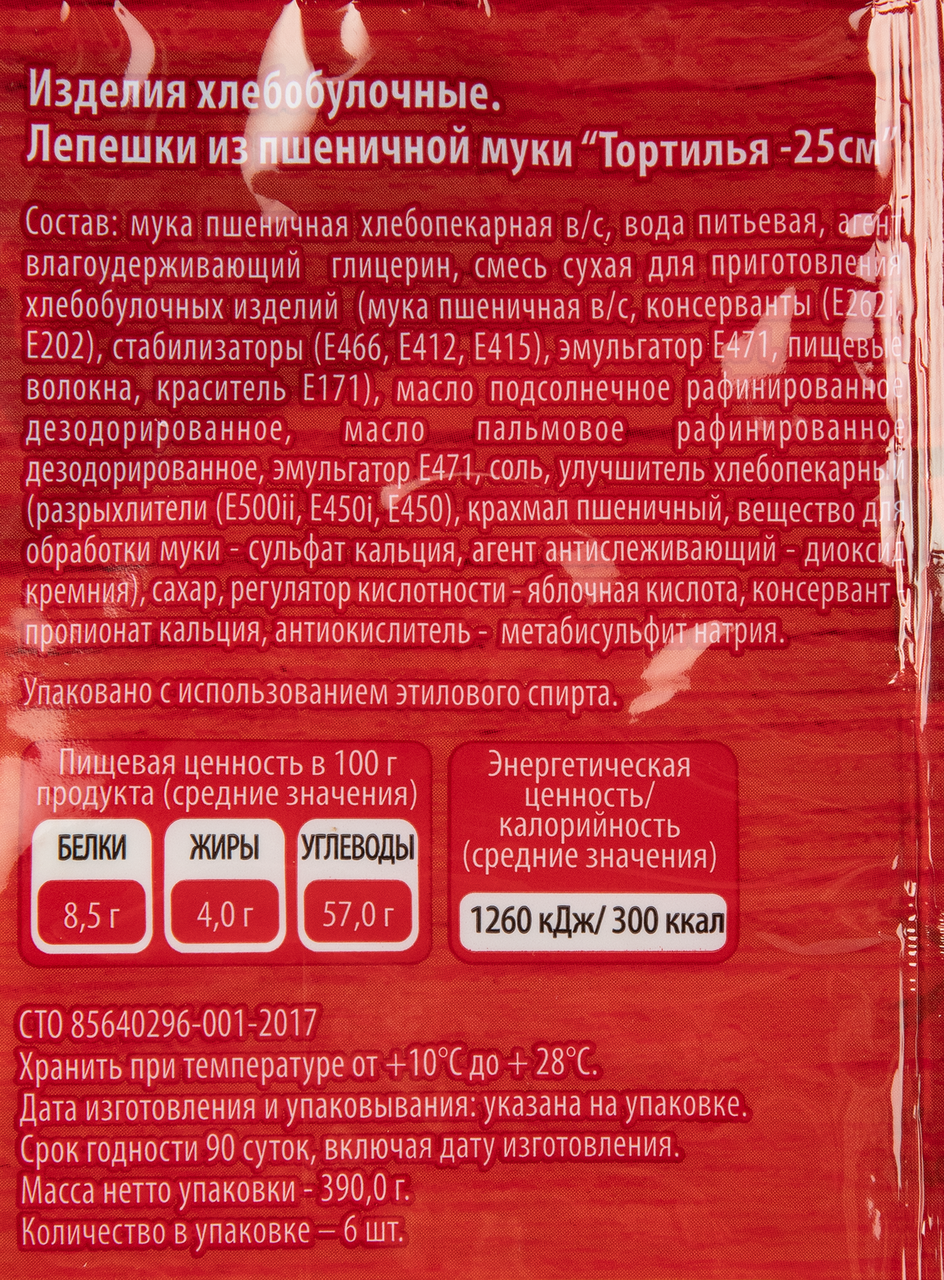 Изделия хлебобулочные.
Лепешки из пшеничной муки “Тортилья -25см”
Состав: мука пшеничная хлебопекарная в/с, вода питьевая, агент
влагоудерживающий глицерин, смесь сухая для приготовления
хлебобулочных изделий (мука пшеничная в/с, консерванты (Е262i,
Е202), стабилизаторы (Е466, Е412, Е415), эмульгатор Е471, пищевые
волокна, краситель Е171), масло подсолнечное рафинированное
дезодорированное, масло пальмовое рафинированное
дезодорированное, эмульгатор Е471, соль, улучшитель хлебопекарный
(разрыхлители (Е500ii, Е450i, Е450), крахмал пшеничный, вещество для
обработки муки - сульфат кальция, агент антислеживающий - диоксид
кремния), сахар, регулятор кислотности - яблочная кислота, консервант
пропионат кальция, антиокислитель - метабисульфит натрия.
Упаковано с использованием этилового спирта.
Пищевая ценность в 100 г
продукта (средние значения)
БЕЛКИ ЖИРЫ УГЛЕВОДЫ
8,5 г 4,0 г 57,0 г
Энергетическая
ценность/
калорийность
(средние значения)
1260 кДж/ 300 ккал
СТО 85640296-001-2017
Хранить при температуре от +10°С до + 28°С.
Дата изготовления и упаковывания: указана на упаковке.
Срок годности 90 суток, включая дату изготовления.
Масса нетто упаковки - 390,0 г.
Количество в упаковке – 6 шт.